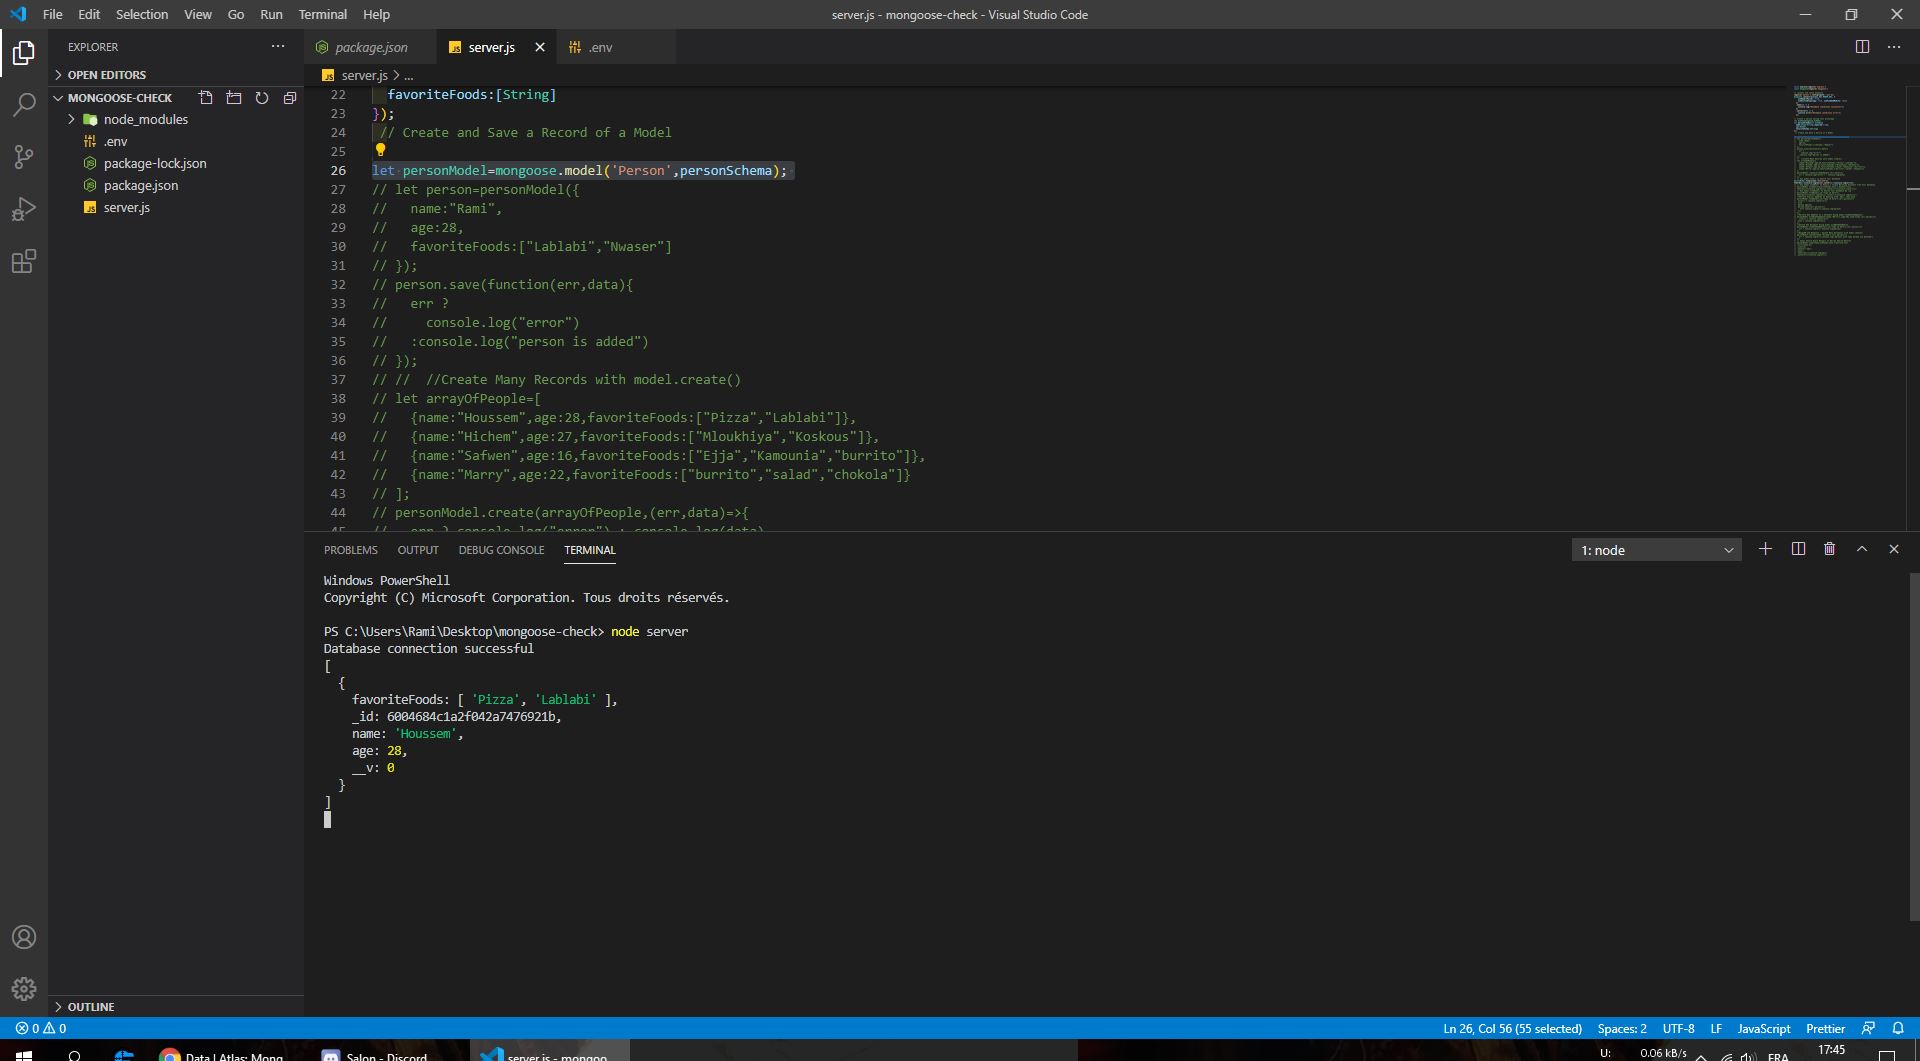 File Edit Selection View Go Run Terminal Help
server.js - mongoose-check - Visual Studio Code
EXPLORER
OPEN EDITORS
MONGOOSE-CHECK
node_modules
.env
package-lock.json
package.json
server.js
OUTLINE
package.json server.js .env
server.js > ...
22 favoriteFoods:[String]
23 });
24 // Create and Save a Record of a Model
25
26 let personModel=mongoose.model('Person',personSchema);
27 // let person=personModel({
28 // name:"Rami",
29 // age:28,
30 // favoriteFoods:["Lablabi","Nwaser"]
31 // });
32 // person.save(function(err,data){
33 // err ?
34 // console.log("error")
35 // :console.log("person is added")
36 // });
37 // // //Create Many Records with model.create()
38 // let arrayOfPeople=[
39 // {name:"Houssem",age:28,favoriteFoods:["Pizza","Lablabi"]},
40 // {name:"Hichem",age:27,favoriteFoods:["Mloukhiya","Koskous"]},
41 // {name:"Safwen",age:16,favoriteFoods:["Ejja","Kamounia","burrito"]},
42 // {name:"Marry",age:22,favoriteFoods:["burrito","salad","chokola"]}
43 // ];
44 // personModel.create(arrayOfPeople,(err,data)=>{
45 // err ? console.log("error") : console.log(data)
PROBLEMS OUTPUT DEBUG CONSOLE TERMINAL
1: node
Windows PowerShell
Copyright (C) Microsoft Corporation. Tous droits réservés.
PS C:\Users\Rami\Desktop\mongoose-check> node server
Database connection successful
[
{
favoriteFoods: [ 'Pizza', 'Lablabi' ],
_id: 6004684c1a2f042a7476921b,
name: 'Houssem',
age: 28,
__v: 0
}
]
0 0
Ln 26, Col 56 (55 selected) Spaces: 2 UTF-8 LF JavaScript Prettier
Data | Atlas: Mong
Salon - Discord
server.js - mongoo
U: 0.06 kB/s
FRA
17:45